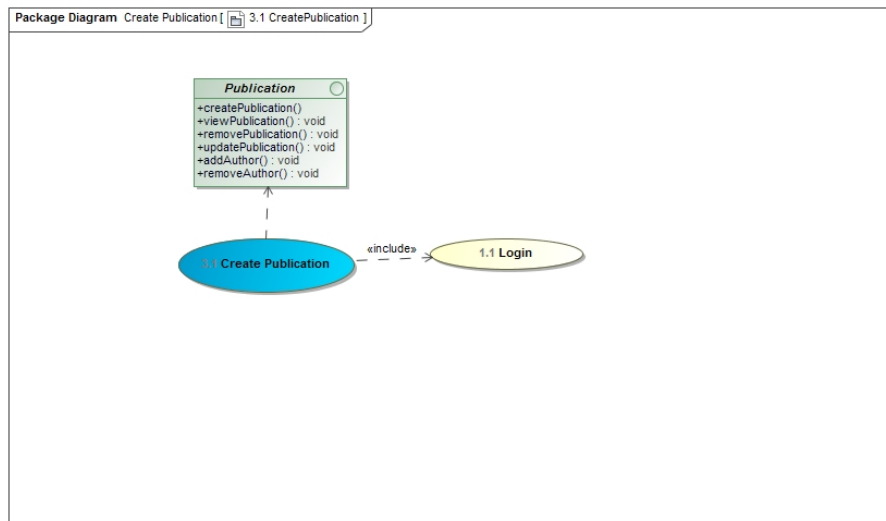 Package Diagram Create Publication [ 3.1 CreatePublication ]
Publication
+createPublication()
+viewPublication() : void
+removePublication() : void
+updatePublication() : void
+addAuthor() : void
+removeAuthor() : void
«include»
3.1 Create Publication
1.1 Login